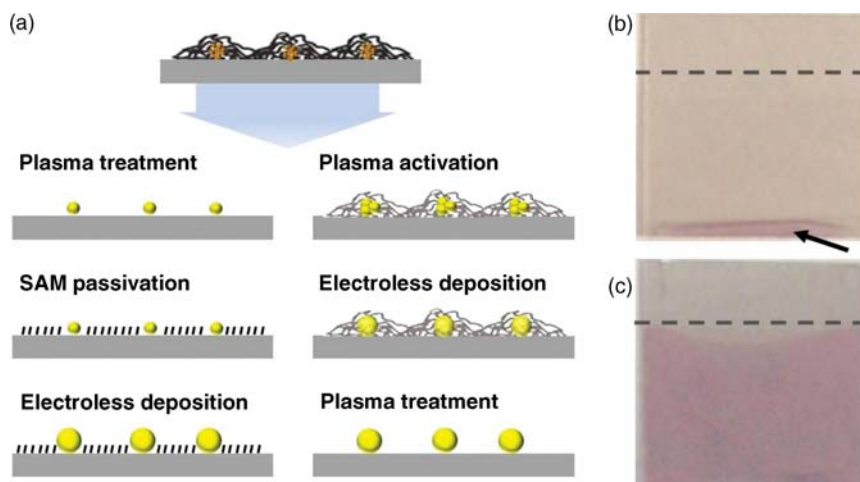 (a)
Plasma treatment
Plasma activation
SAM passivation
Electroless deposition
Electroless deposition
Plasma treatment
(b)
(c)